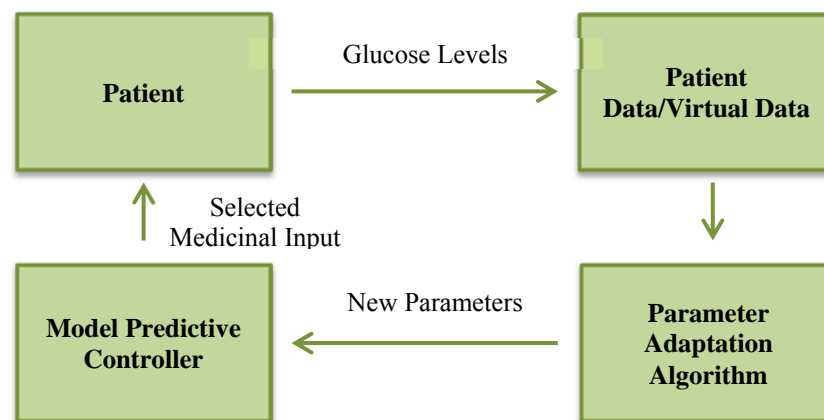 Patient
Glucose Levels
Patient
Data/Virtual Data
Selected
Medicinal Input
Model Predictive
Controller
New Parameters
Parameter
Adaptation
Algorithm